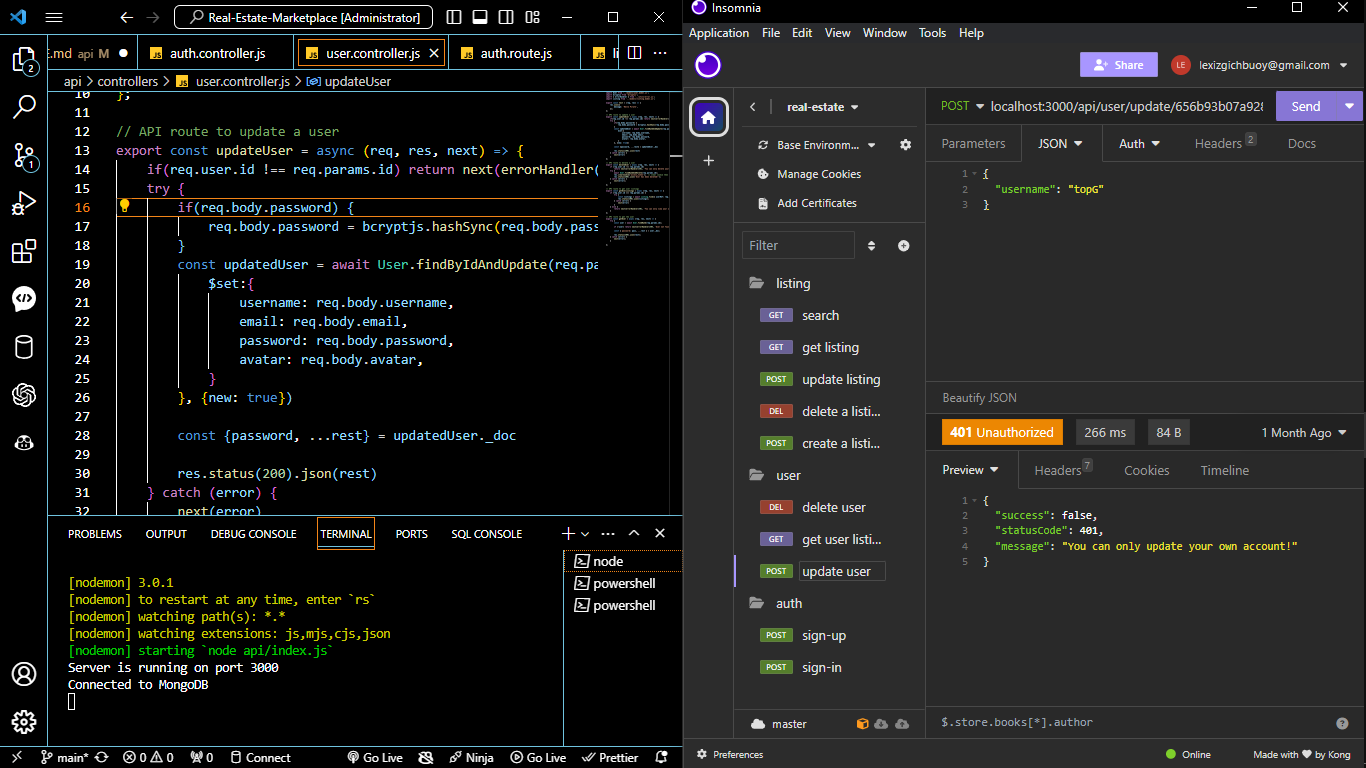 Real-Estate-Marketplace [Administrator]
E.md api M
auth.controller.js
user.controller.js
auth.route.js
li
api > controllers > user.controller.js > updateUser
10 };
11
12 // API route to update a user
13 export const updateUser = async (req, res, next) => {
14 if(req.user.id !== req.params.id) return next(errorHandler(
15 try {
16 if(req.body.password) {
17 req.body.password = bcryptjs.hashSync(req.body.pass
18 }
19 const updatedUser = await User.findByIdAndUpdate(req.pa
20 $set:{
21 username: req.body.username,
22 email: req.body.email,
23 password: req.body.password,
24 avatar: req.body.avatar,
25 }
26 }, {new: true})
27
28 const {password, ...rest} = updatedUser._doc
29
30 res.status(200).json(rest)
31 } catch (error) {
32 next(error)
PROBLEMS OUTPUT DEBUG CONSOLE TERMINAL PORTS SQL CONSOLE
[nodemon] 3.0.1
[nodemon] to restart at any time, enter `rs`
[nodemon] watching path(s): *.*
[nodemon] watching extensions: js,mjs,cjs,json
[nodemon] starting `node api/index.js`
Server is running on port 3000
Connected to MongoDB
node
powershell
powershell
2
1
main* 0 0 0 Connect Go Live Ninja Go Live Prettier
Insomnia
Application File Edit View Window Tools Help
Share
LE
lexizgichbuoy@gmail.com
real-estate
Base Environm...
Manage Cookies
Add Certificates
Filter
listing
GET search
GET get listing
POST update listing
DEL delete a listi...
POST create a listi...
user
DEL delete user
GET get user listi...
POST update user
auth
POST sign-up
POST sign-in
master
POST localhost:3000/api/user/update/656b93b07a928
Send
Parameters JSON Auth Headers 2 Docs
1 {
2 "username": "topG"
3 }
Beautify JSON
401 Unauthorized 266 ms 84 B 1 Month Ago
Preview Headers 7 Cookies Timeline
1 {
2 "success": false,
3 "statusCode": 401,
4 "message": "You can only update your own account!"
5 }
$.store.books[*].author
Preferences
Online
Made with ♥ by Kong